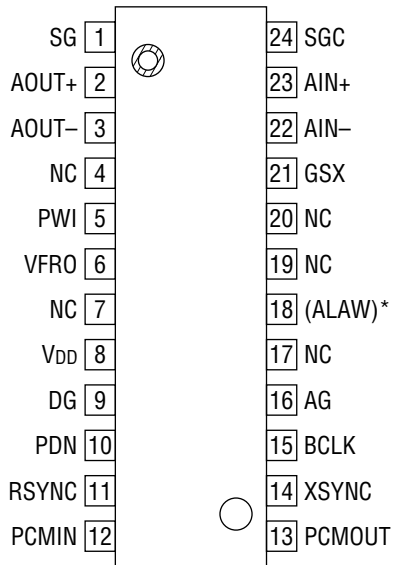 SG 1 24 SGC
AOUT+ 2 23 AIN+
AOUT– 3 22 AIN–
NC 4 21 GSX
PWI 5 20 NC
VFRO 6 19 NC
NC 7 18 (ALAW)*
VDD 8 17 NC
DG 9 16 AG
PDN 10 15 BCLK
RSYNC 11 14 XSYNC
PCMIN 12 13 PCMOUT